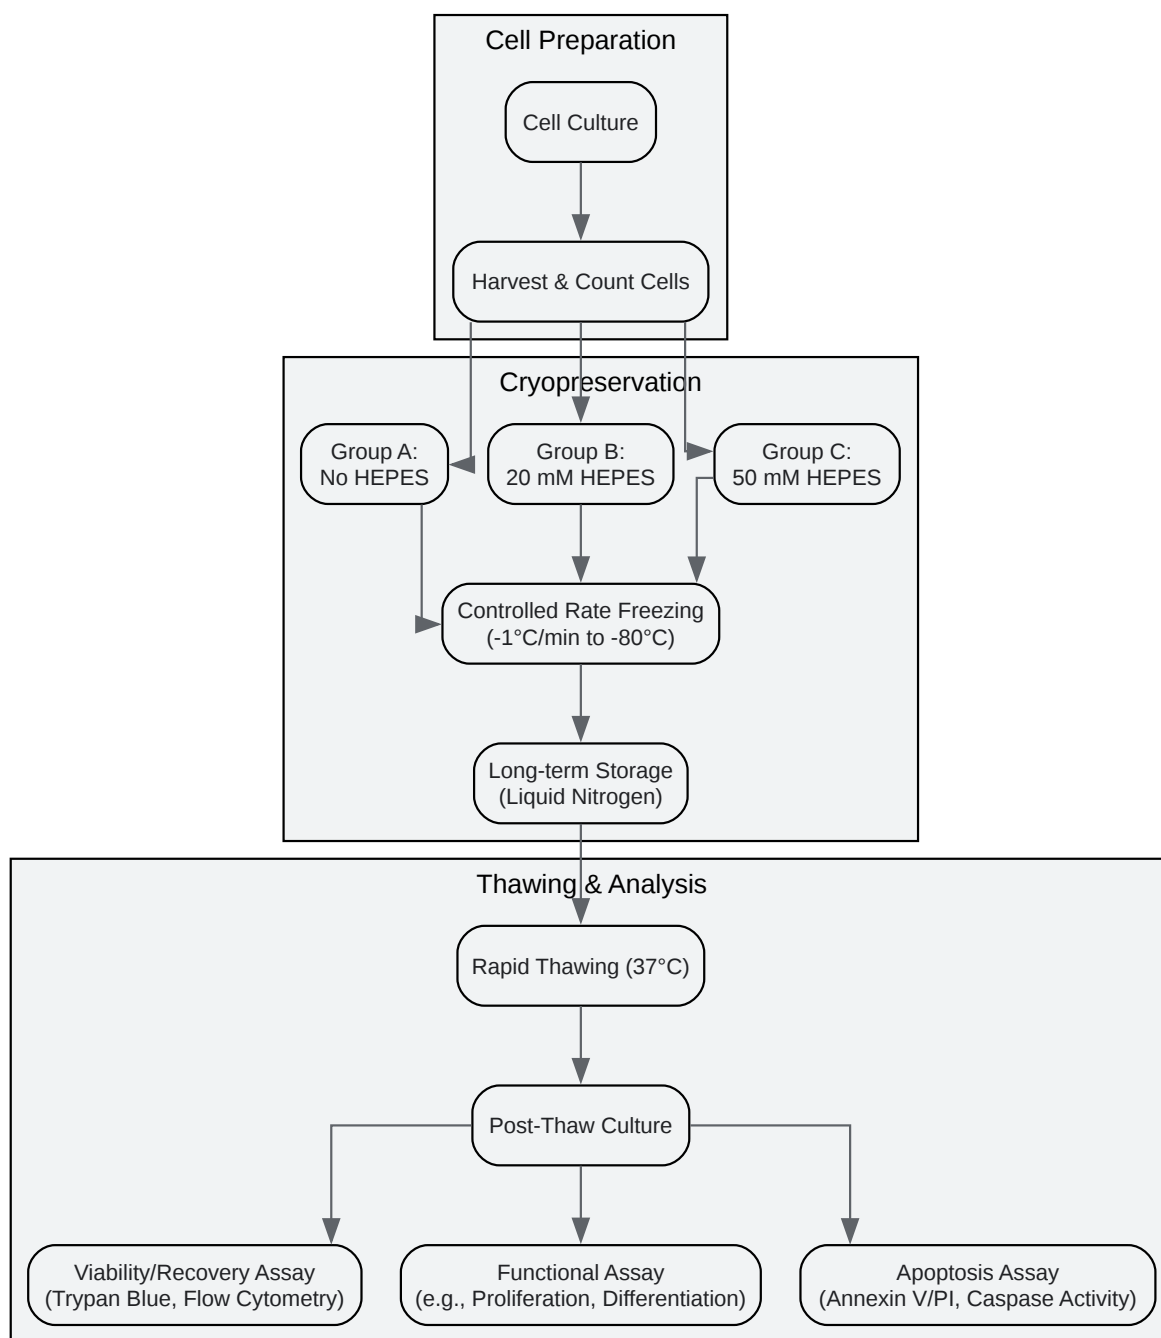 Cell Preparation
Cell Culture
Harvest & Count Cells
Cryopreservation
Group A:
No HEPES
Group B:
20 mM HEPES
Group C:
50 mM HEPES
Controlled Rate Freezing
(-1°C/min to -80°C)
Long-term Storage
(Liquid Nitrogen)
Thawing & Analysis
Rapid Thawing (37°C)
Post-Thaw Culture
Viability/Recovery Assay
(Trypan Blue, Flow Cytometry)
Functional Assay
(e.g., Proliferation, Differentiation)
Apoptosis Assay
(Annexin V/PI, Caspase Activity)